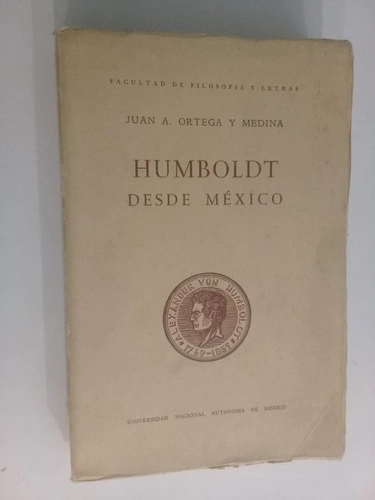 FACULTAD DE FILOSOFIA Y LETRAS
JUAN A. ORTEGA Y MEDINA
HUMBOLDT
DESDE MÉXICO
ALEXANDER VON HUMBOLDT
1769-1859
UNIVERSIDAD NACIONAL AUTONOMA DE MEXICO